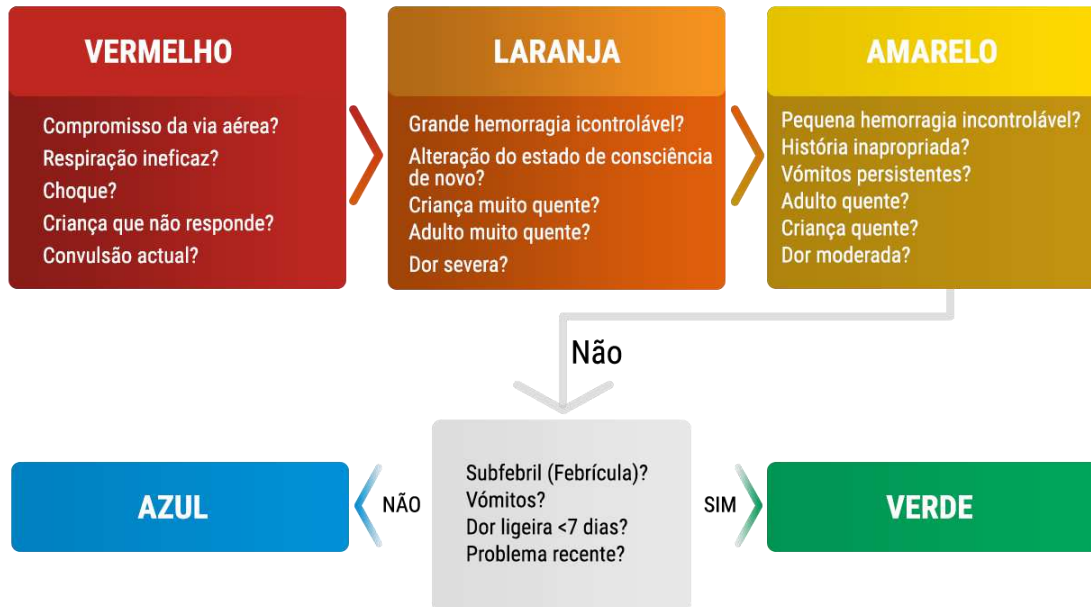 VERMELHO
Compromisso da via aérea?
Respiração ineficaz?
Choque?
Criança que não responde?
Convulsão actual?
LARANJA
Grande hemorragia icontrolável?
Alteração do estado de consciência
de novo?
Criança muito quente?
Adulto muito quente?
Dor severa?
AMARELO
Pequena hemorragia incontrolável?
História inapropriada?
Vómitos persistentes?
Adulto quente?
Criança quente?
Dor moderada?
Não
AZUL
NÃO
Subfebril (Febrícula)?
Vómitos?
Dor ligeira <7 dias?
Problema recente?
SIM
VERDE